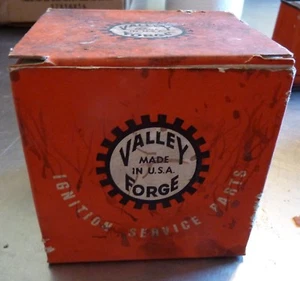 VALLEY
MADE
IN U.S.A.
FORGE
IGNITION SERVICE PARTS